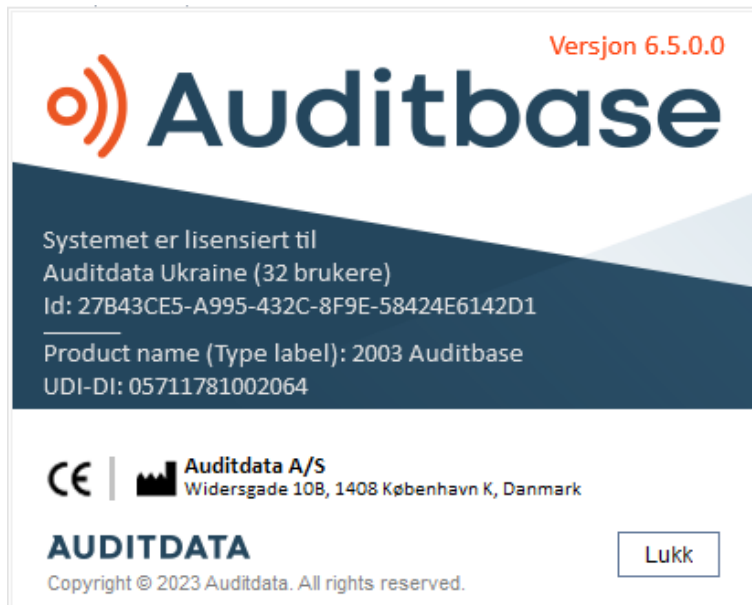 Versjon 6.5.0.0
Auditbase
Systemet er lisensiert til
Auditdata Ukraine (32 brukere)
Id: 27B43CE5-A995-432C-8F9E-58424E6142D1
Product name (Type label): 2003 Auditbase
UDI-DI: 05711781002064
CE
Auditdata A/S
Widersgade 10B, 1408 København K, Danmark
AUDITDATA
Lukk
Copyright © 2023 Auditdata. All rights reserved.